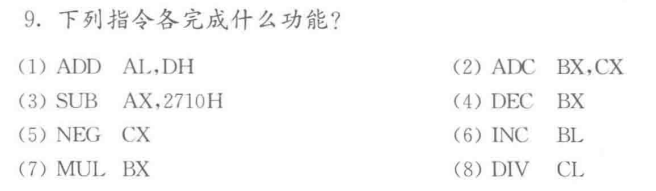 9. 下列指令各完成什么功能?
(1) ADD AL,DH (2) ADC BX,CX
(3) SUB AX,2710H (4) DEC BX
(5) NEG CX (6) INC BL
(7) MUL BX (8) DIV CL